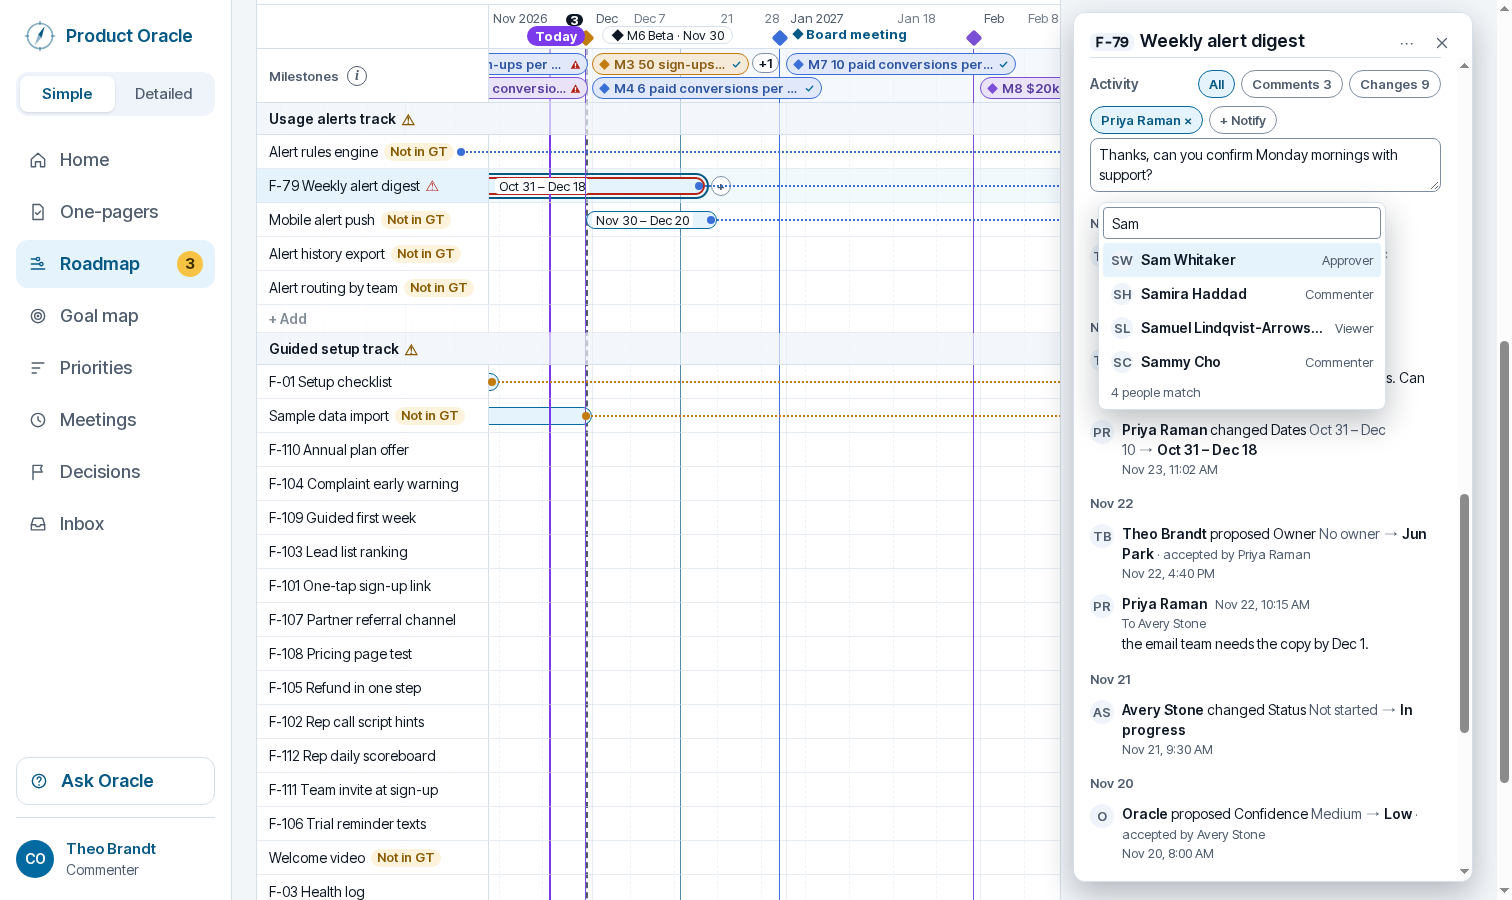 Product Oracle
Simple
Detailed
Home
One-pagers
Roadmap
3
Goal map
Priorities
Meetings
Decisions
Inbox
Ask Oracle
CO
Theo Brandt
Commenter
Nov 2026
3
Dec
Dec 7
21
28
Jan 2027
Jan 18
Feb
Feb 8
Today
M6 Beta · Nov 30
Board meeting
Milestones
i
n-ups per ...
M3 50 sign-ups...
+1
M7 10 paid conversions per...
conversio...
M4 6 paid conversions per ...
M8 $20k
Usage alerts track
Alert rules engine
Not in GT
F-79 Weekly alert digest
Oct 31 – Dec 18
+
Mobile alert push
Not in GT
Nov 30 – Dec 20
Alert history export
Not in GT
Alert routing by team
Not in GT
+ Add
Guided setup track
F-01 Setup checklist
Sample data import
Not in GT
F-110 Annual plan offer
F-104 Complaint early warning
F-109 Guided first week
F-103 Lead list ranking
F-101 One-tap sign-up link
F-107 Partner referral channel
F-108 Pricing page test
F-105 Refund in one step
F-102 Rep call script hints
F-112 Rep daily scoreboard
F-111 Team invite at sign-up
F-106 Trial reminder texts
Welcome video
Not in GT
F-03 Health log
F-79 Weekly alert digest
...
Activity
All
Comments 3
Changes 9
Priya Raman ×
+ Notify
Thanks, can you confirm Monday mornings with
support?
Sam
SW Sam Whitaker Approver
SH Samira Haddad Commenter
SL Samuel Lindqvist-Arrows... Viewer
SC Sammy Cho Commenter
4 people match
s. Can
PR Priya Raman changed Dates Oct 31 – Dec
10 → Oct 31 – Dec 18
Nov 23, 11:02 AM
Nov 22
TB Theo Brandt proposed Owner No owner → Jun
Park · accepted by Priya Raman
Nov 22, 4:40 PM
PR Priya Raman Nov 22, 10:15 AM
To Avery Stone
the email team needs the copy by Dec 1.
Nov 21
AS Avery Stone changed Status Not started → In
progress
Nov 21, 9:30 AM
Nov 20
O Oracle proposed Confidence Medium → Low ·
accepted by Avery Stone
Nov 20, 8:00 AM